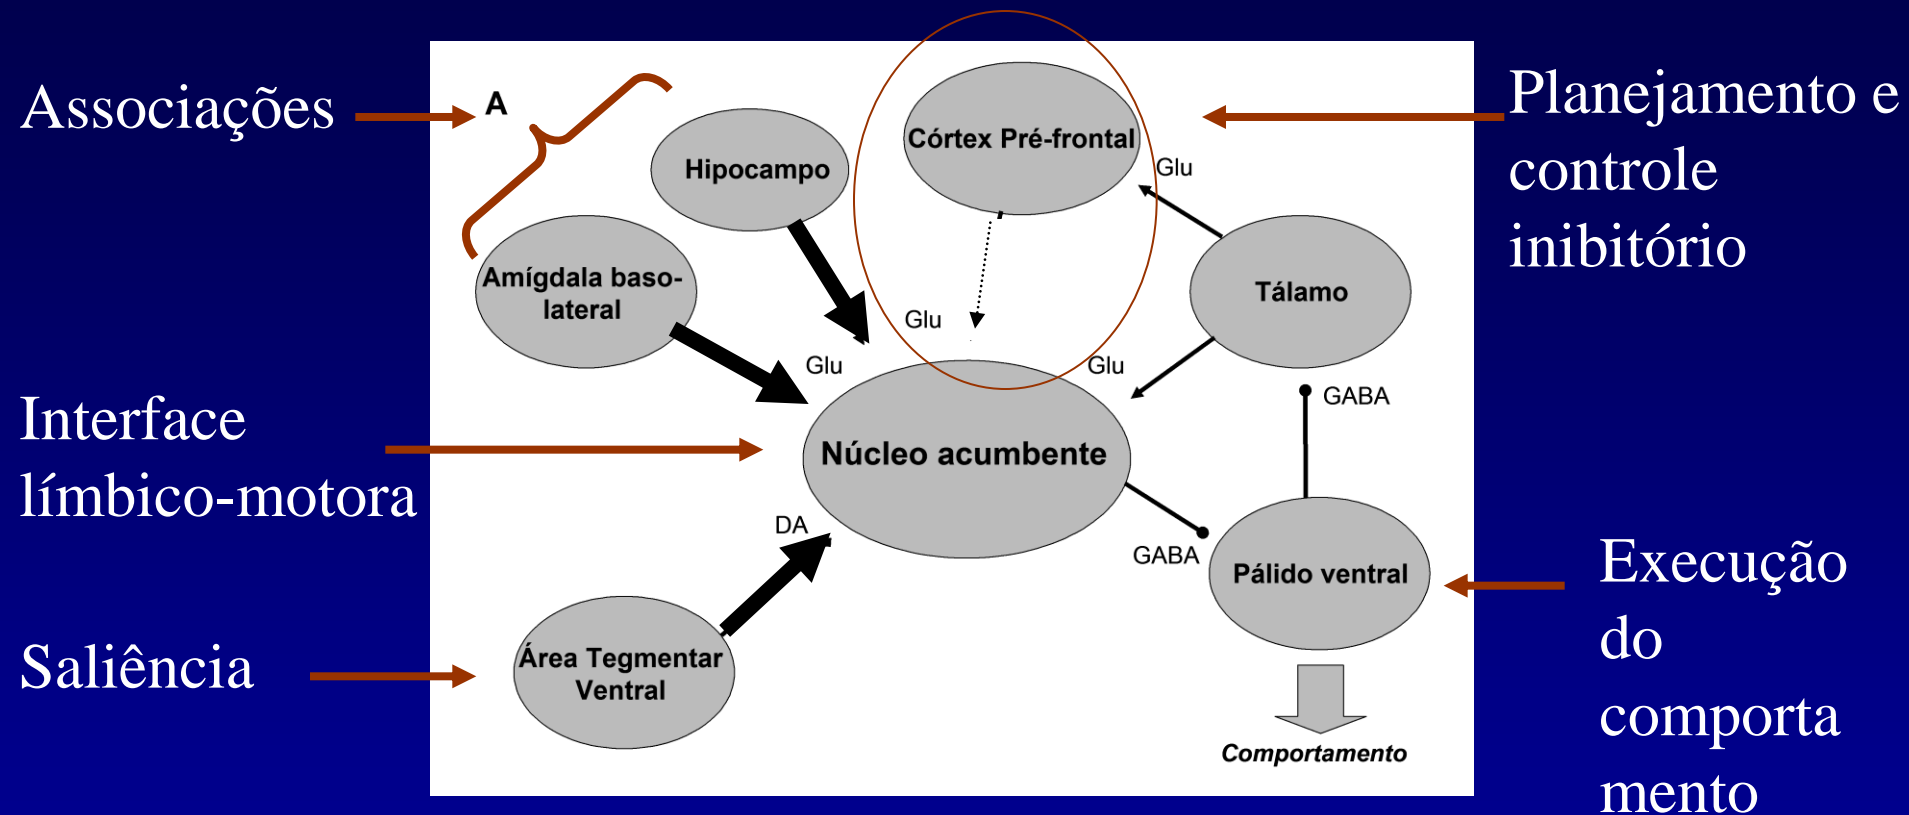 Associações
A
Hipocampo
Córtex Pré-frontal
Planejamento e
controle
inibitório
Glu
Amígdala baso-
lateral
Tálamo
Glu
Glu
Glu
GABA
Interface
límbico-motora
Núcleo acumbente
DA
GABA
Pálido ventral
Execução
do
comporta
mento
Saliência
Área Tegmentar
Ventral
Comportamento